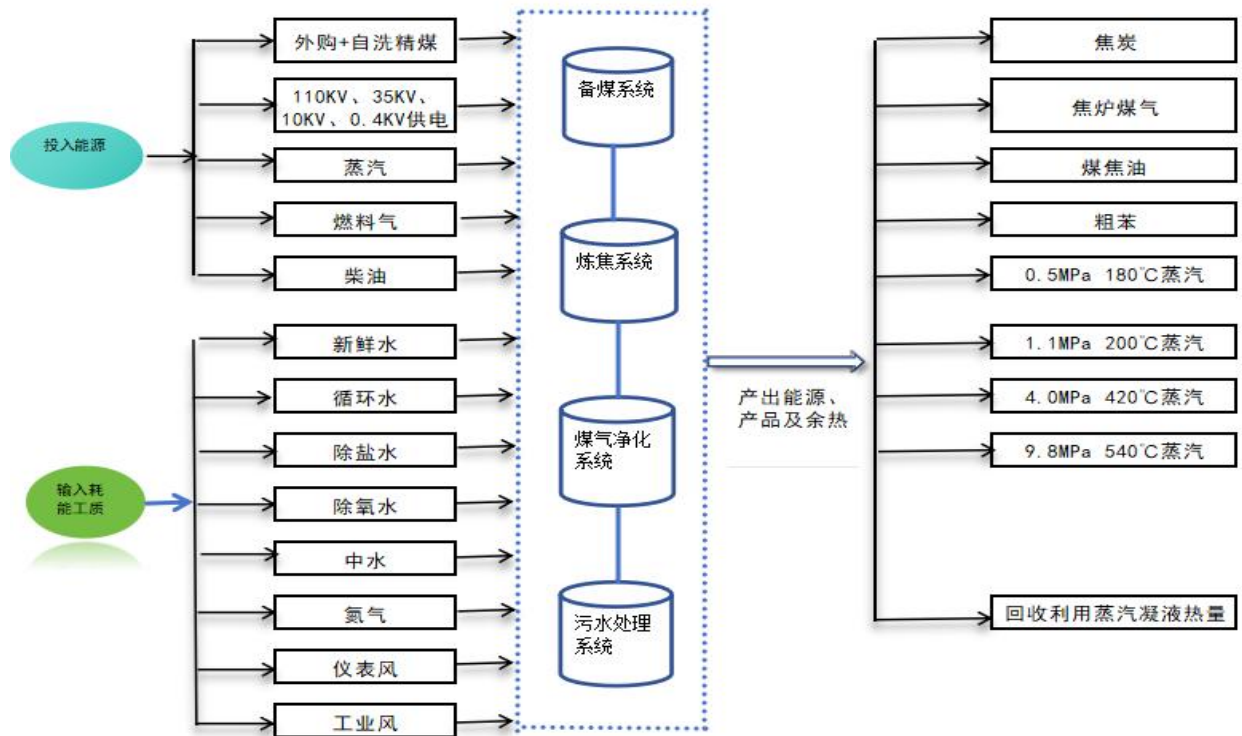 投入能源
外购+自洗精煤
110KV、35KV、
10KV、0.4KV供电
蒸汽
燃料气
柴油
输入耗
能工质
新鲜水
循环水
除盐水
除氧水
中水
氮气
仪表风
工业风
备煤系统
炼焦系统
煤气净化
系统
污水处理
系统
产出能源、
产品及余热
焦炭
焦炉煤气
煤焦油
粗苯
0.5MPa 180℃蒸汽
1.1MPa 200℃蒸汽
4.0MPa 420℃蒸汽
9.8MPa 540℃蒸汽
回收利用蒸汽凝液热量